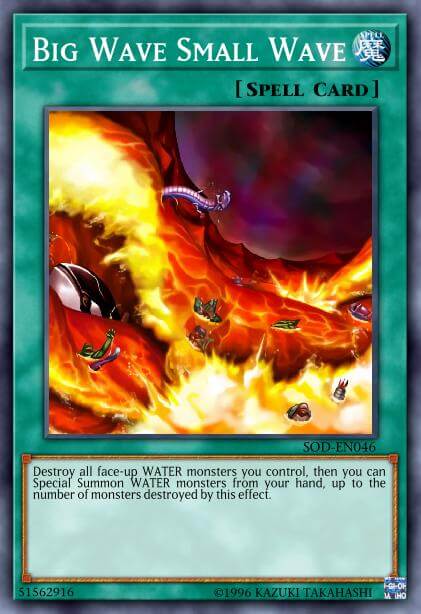 BIG WAVE SMALL WAVE
SPELL
魔
[SPELL CARD]
SOD-EN046
Destroy all face-up WATER monsters you control, then you can
Special Summon WATER monsters from your hand, up to the
number of monsters destroyed by this effect.
51562916
©1996 KAZUKI TAKAHASHI